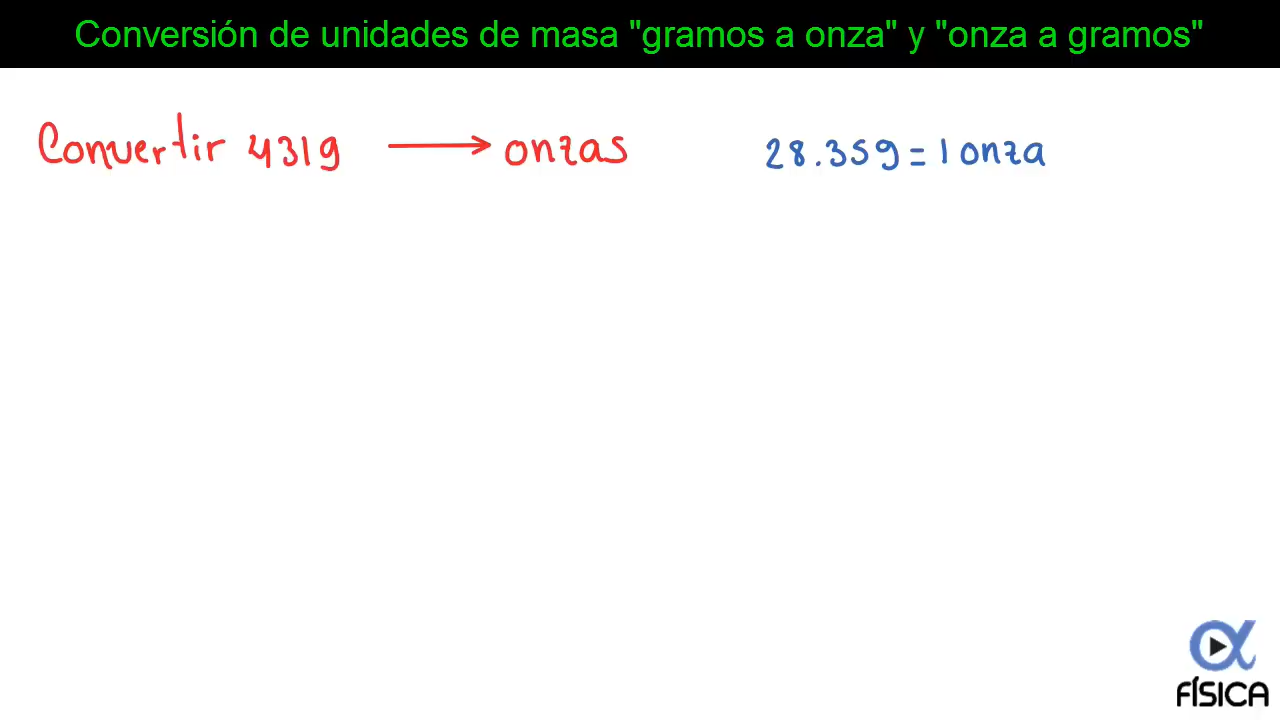 Conversión de unidades de masa "gramos a onza" y "onza a gramos"
Convertir 431g → onzas 28.35g = 1 onza
FÍSICA